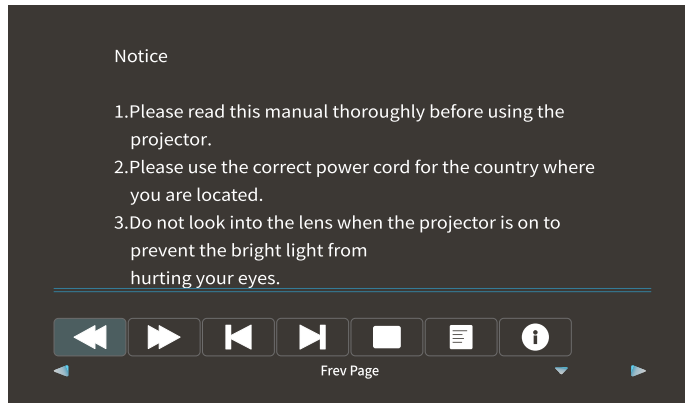 Notice
1.Please read this manual thoroughly before using the
projector.
2.Please use the correct power cord for the country where
you are located.
3.Do not look into the lens when the projector is on to
prevent the bright light from
hurting your eyes.
Frev Page